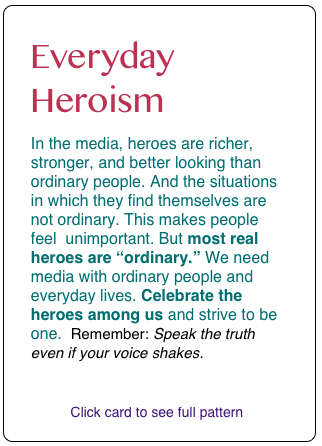 Everyday
Heroism
In the media, heroes are richer,
stronger, and better looking than
ordinary people. And the situations
in which they find themselves are
not ordinary. This makes people
feel  unimportant. But most real
heroes are “ordinary.” We need
media with ordinary people and
everyday lives. Celebrate the
heroes among us and strive to be
one.  Remember: Speak the truth
even if your voice shakes.
Click card to see full pattern